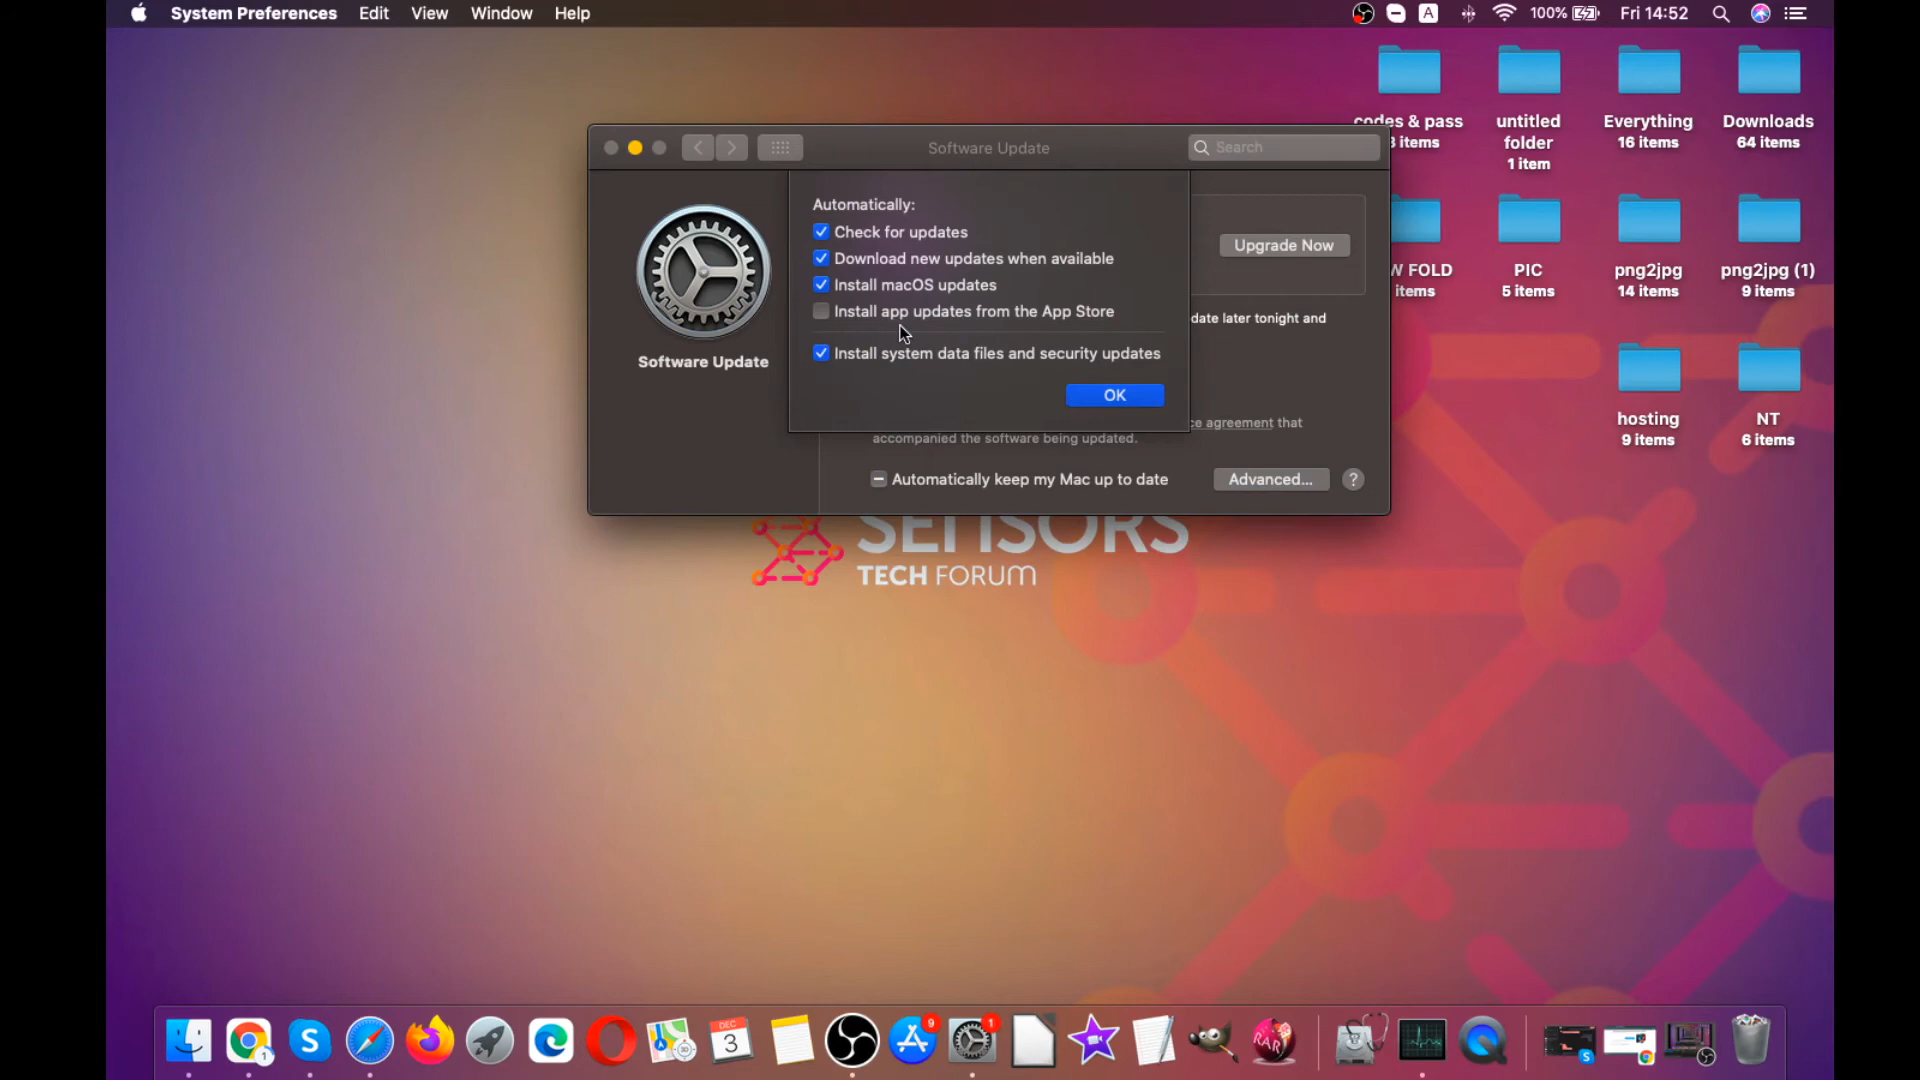 System Preferences Edit View Window Help
A
100%
Fri 14:52
Software Update
Search
Automatically:
Check for updates
Download new updates when available
Install macOS updates
Install app updates from the App Store
Install system data files and security updates
OK
Software Update
Upgrade Now
date later tonight and
ce agreement that
accompanied the software being updated.
Automatically keep my Mac up to date
Advanced...
?
codes & pass
items
untitled
folder
1 item
Everything
16 items
Downloads
64 items
W FOLD
items
PIC
5 items
png2jpg
14 items
png2jpg (1)
9 items
hosting
9 items
NT
6 items
SENSORS
TECH FORUM
1
S
DEC
3
9
1
RAR